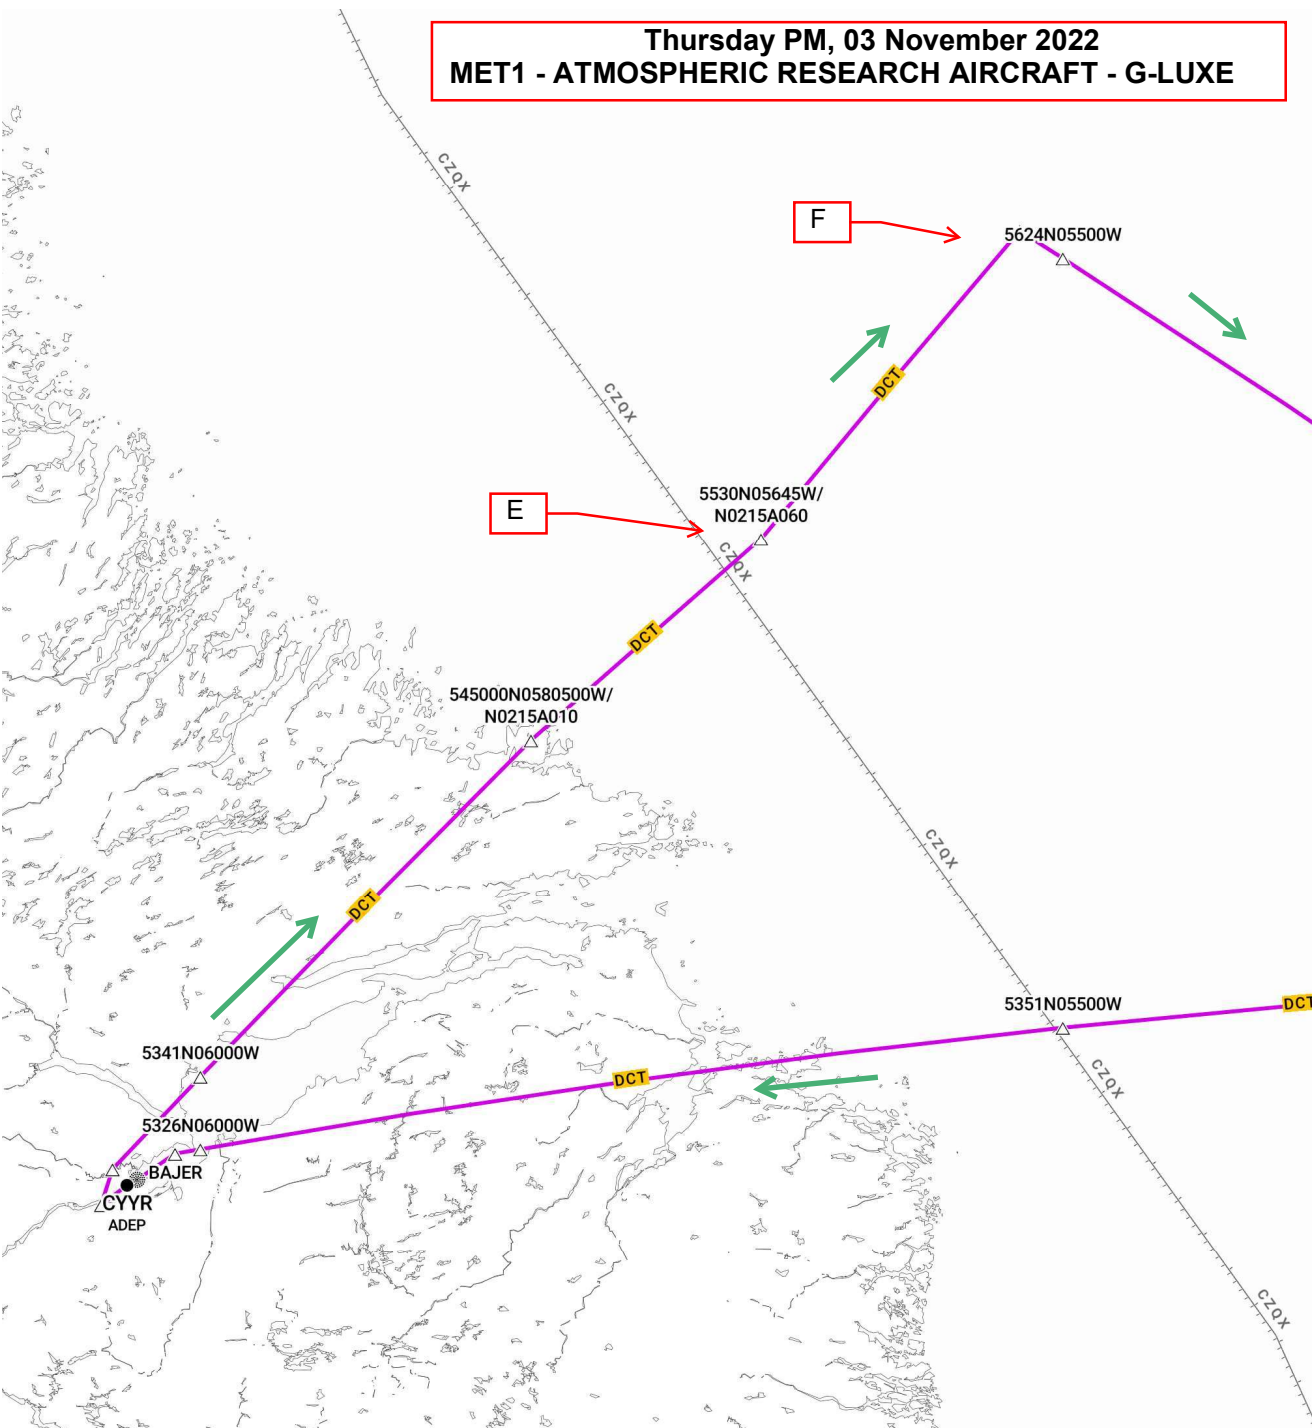 Thursday PM, 03 November 2022
MET1 - ATMOSPHERIC RESEARCH AIRCRAFT - G-LUXE
CZQX
F
5624N05500W
DCT
CZQX
E
5530N05645W/
N0215A060
CZQX
DCT
545000N0580500W/
N0215A010
CZQX
DCT
5351N05500W
DCT
5341N06000W
DCT
CZQX
5326N06000W
BAJER
CYYR
ADEP
CZQX